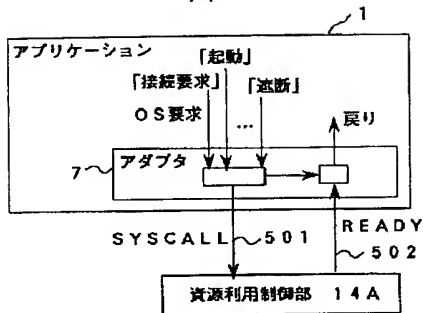 1
アプリケーション
「起動」
「接続要求」
「遮断」
OS要求
...
戻り
7
アダプタ
SYSCALL
501
READY
502
資源利用制御部 14A